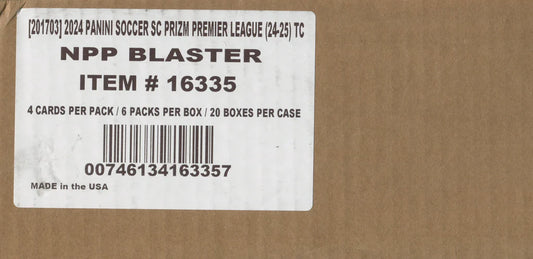 [201703] 2024 PANINI SOCCER SC PRIZM PREMIER LEAGUE (24-25) TC
NPP BLASTER
ITEM # 16335
4 CARDS PER PACK / 6 PACKS PER BOX / 20 BOXES PER CASE
00746134163357
MADE in the USA